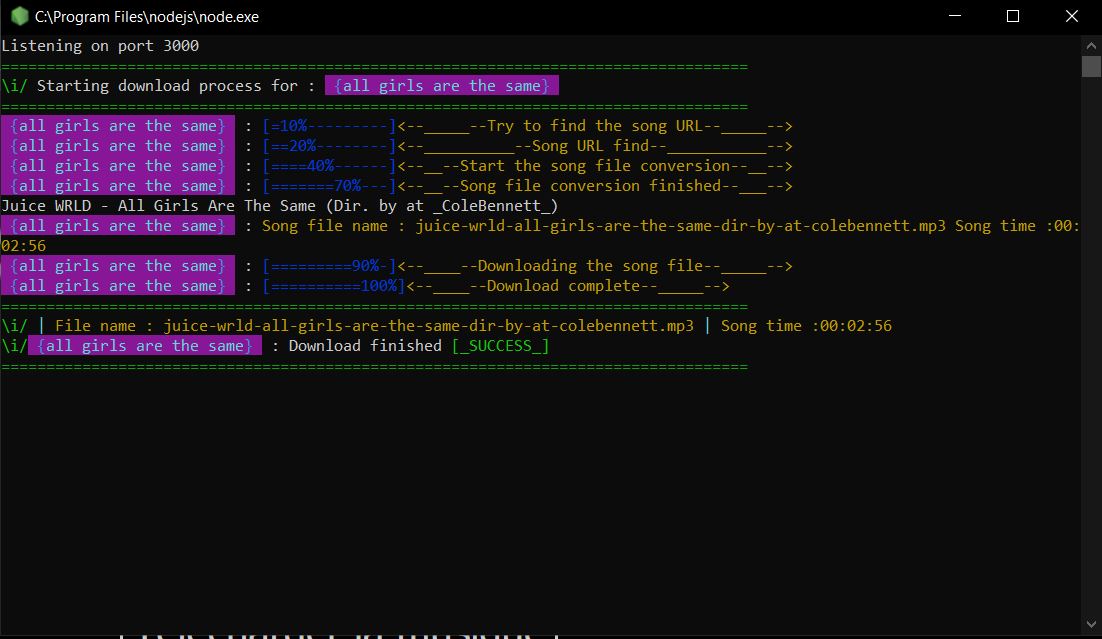 C:\Program Files\nodejs\node.exe
Listening on port 3000
===================================================================================
\i/ Starting download process for : {all girls are the same}
===================================================================================
{all girls are the same} : [=10%---------]<--_____--Try to find the song URL--_____-->
{all girls are the same} : [==20%--------]<--__________--Song URL find--___________-->
{all girls are the same} : [====40%------]<--__--Start the song file conversion--__-->
{all girls are the same} : [=======70%---]<--__--Song file conversion finished--___-->
Juice WRLD - All Girls Are The Same (Dir. by at _ColeBennett_)
{all girls are the same} : Song file name : juice-wrld-all-girls-are-the-same-dir-by-at-colebennett.mp3 Song time :00:
02:56
{all girls are the same} : [=========90%-]<--____--Downloading the song file--_____-->
{all girls are the same} : [==========100%]<--____--Download complete--_____-->
===================================================================================
\i/ | File name : juice-wrld-all-girls-are-the-same-dir-by-at-colebennett.mp3 | Song time :00:02:56
\i/ {all girls are the same} : Download finished [_SUCCESS_]
===================================================================================